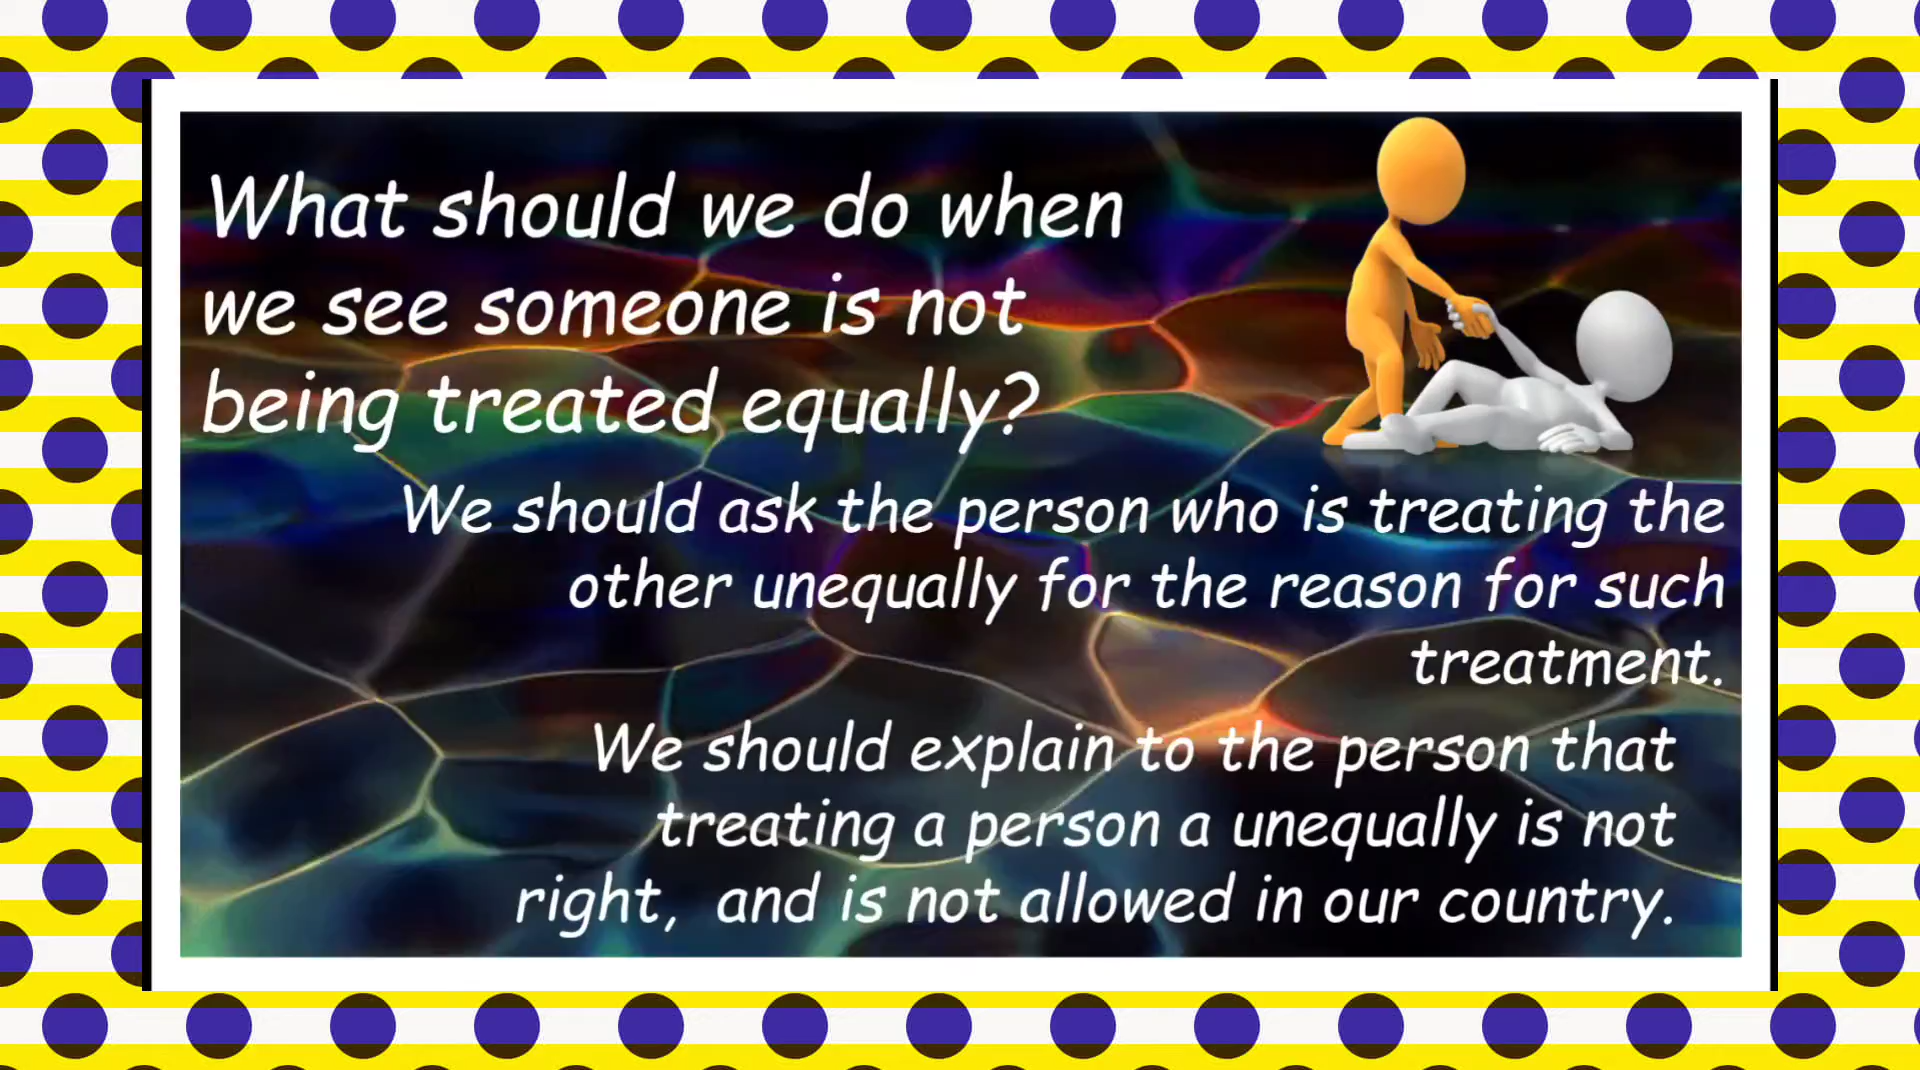 What should we do when
we see someone is not
being treated equally?
We should ask the person who is treating the
other unequally for the reason for such
treatment.
We should explain to the person that
treating a person a unequally is not
right, and is not allowed in our country.